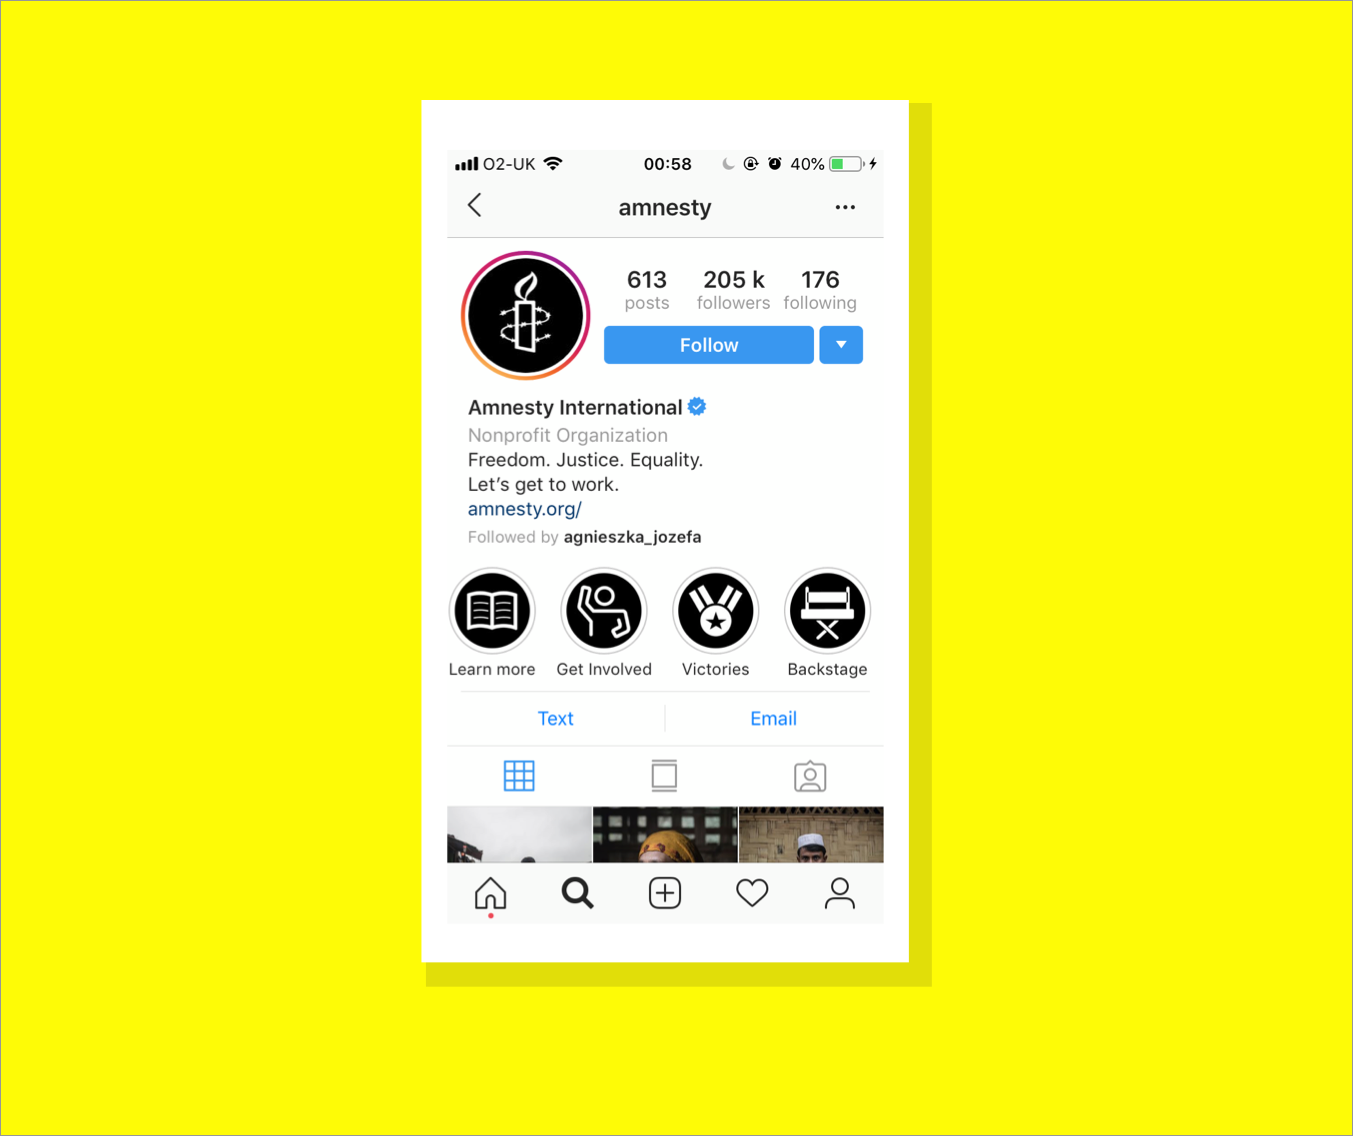 O2-UK 00:58 40%
amnesty
613 205 k 176
posts followers following
Follow
Amnesty International
Nonprofit Organization
Freedom. Justice. Equality.
Let’s get to work.
amnesty.org/
Followed by agnieszka_jozefa
Learn more Get Involved Victories Backstage
Text Email